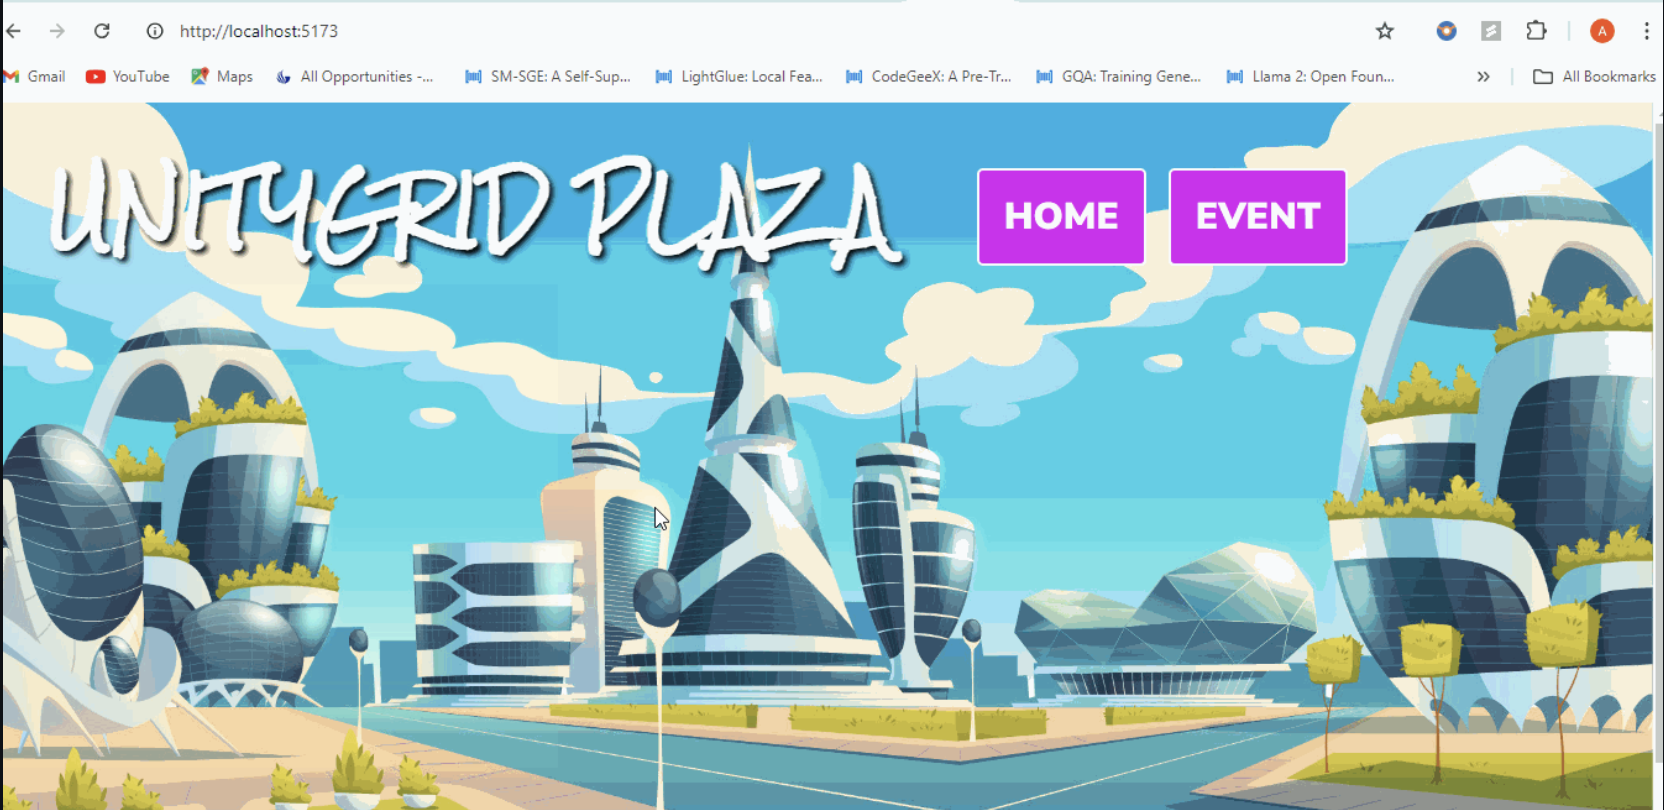 http://localhost:5173
A
Gmail YouTube Maps All Opportunities -... SM-SGE: A Self-Sup... LightGlue: Local Fea... CodeGeeX: A Pre-Tr... GQA: Training Gene... Llama 2: Open Foun... » All Bookmarks
UNITYGRID PLAZA HOME EVENT